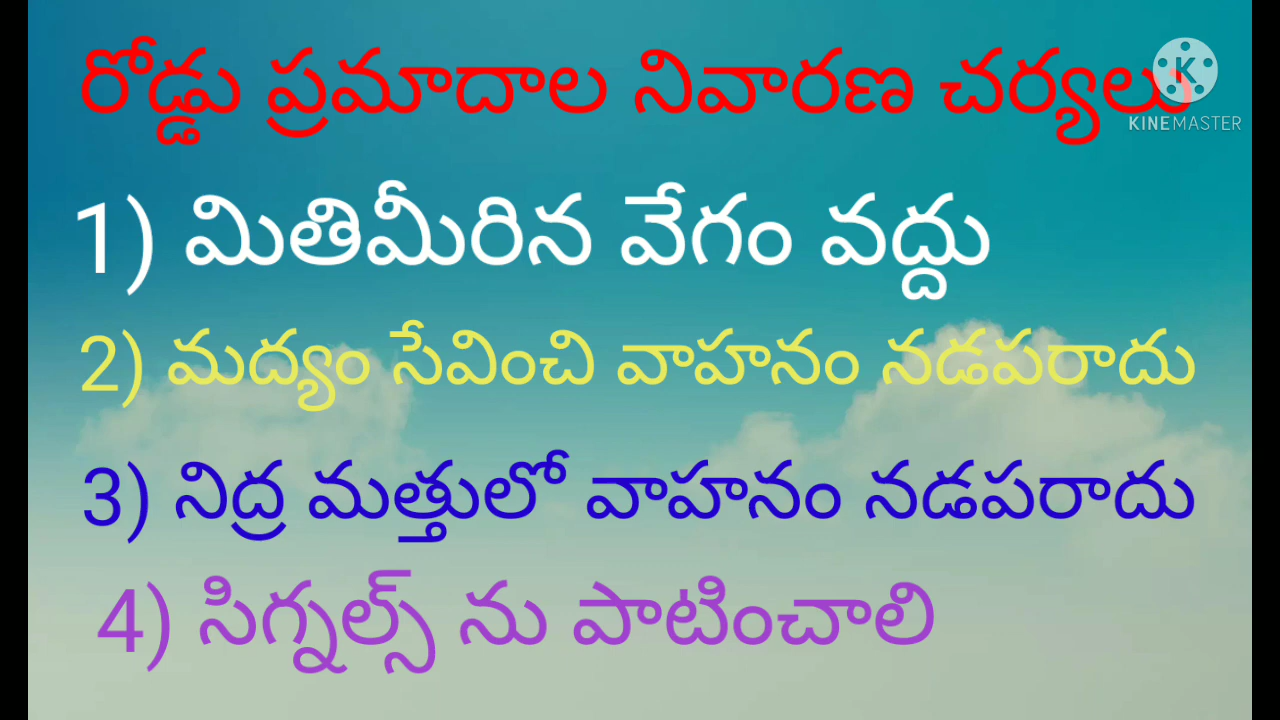 రోడ్డు ప్రమాదాల నివారణ చర్యలు
KINEMASTER
1) మితిమీరిన వేగం వద్దు
2) మద్యం సేవించి వాహనం నడపరాదు
3) నిద్ర మత్తులో వాహనం నడపరాదు
4) సిగ్నల్స్ ను పాటించాలి